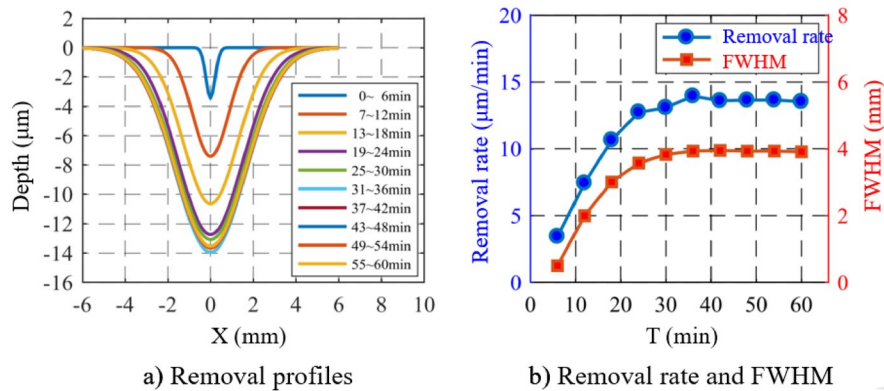 2
0
-2
-4
-6
-8
-10
-12
-14
-16
Depth (μm)
0~ 6min
7~12min
13~18min
19~24min
25~30min
31~36min
37~42min
43~48min
49~54min
55~60min
-6 -4 -2 0 2 4 6 8 10
X (mm)
a) Removal profiles
20
15
10
5
0
Removal rate (μm/min)
Removal rate
FWHM
8
6
4
2
0
FWHM (mm)
0 10 20 30 40 50 60
T (min)
b) Removal rate and FWHM